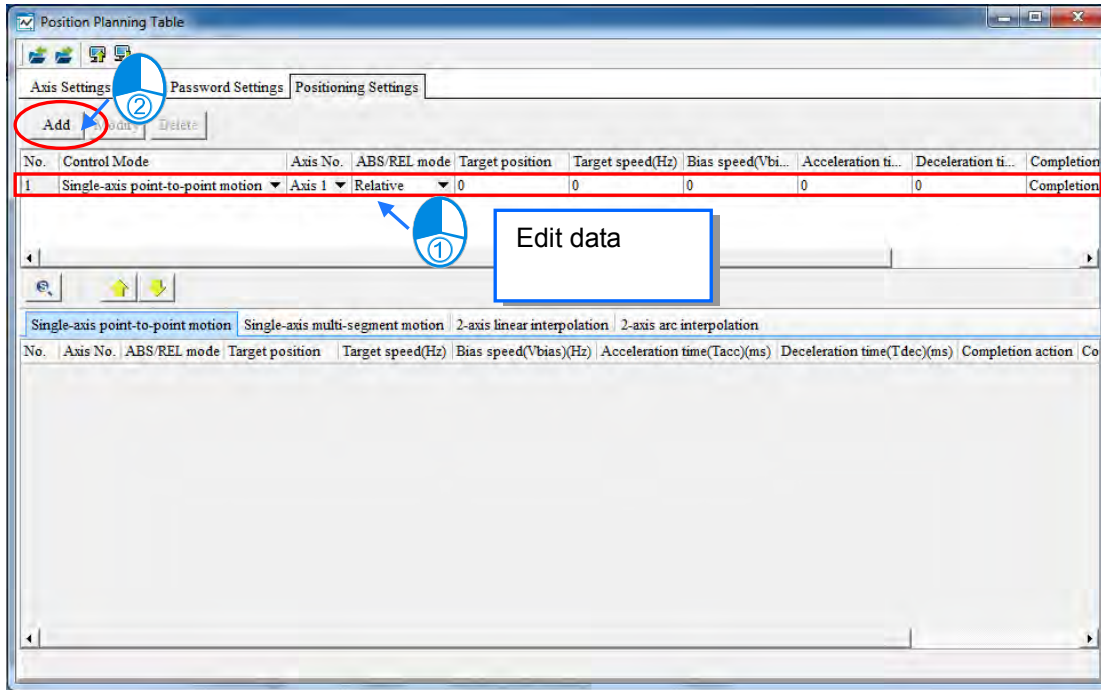 Position Planning Table
Axis Settings Password Settings Positioning Settings
②
Add Modify Delete
No. Control Mode Axis No. ABS/REL mode Target position Target speed(Hz) Bias speed(Vbi... Acceleration ti... Deceleration ti... Completion
1 Single-axis point-to-point motion Axis 1 Relative 0 0 0 0 0 Completion
①
Edit data
Single-axis point-to-point motion Single-axis multi-segment motion 2-axis linear interpolation 2-axis arc interpolation
No. Axis No. ABS/REL mode Target position Target speed(Hz) Bias speed(Vbias)(Hz) Acceleration time(Tacc)(ms) Deceleration time(Tdec)(ms) Completion action Co